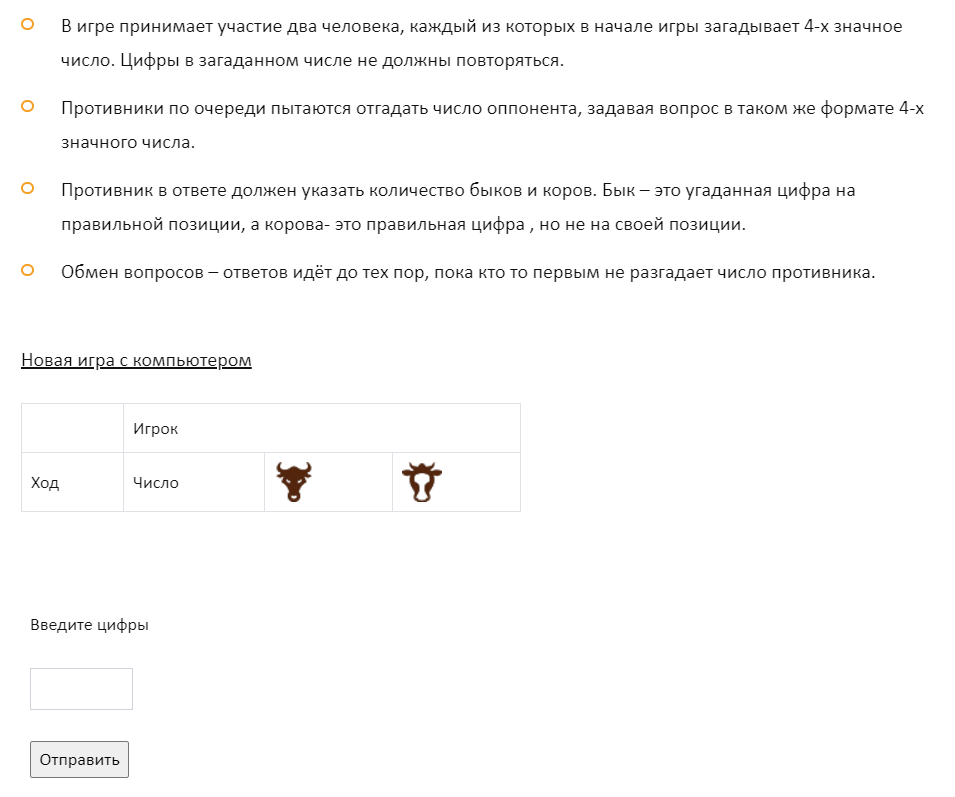 В игре принимает участие два человека, каждый из которых в начале игры загадывает 4-х значное
число. Цифры в загаданном числе не должны повторяться.
Противники по очереди пытаются отгадать число оппонента, задавая вопрос в таком же формате 4-х
значного числа.
Противник в ответе должен указать количество быков и коров. Бык – это угаданная цифра на
правильной позиции, а корова- это правильная цифра , но не на своей позиции.
Обмен вопросов – ответов идёт до тех пор, пока кто то первым не разгадает число противника.
Новая игра с компьютером
Игрок
Ход Число
Введите цифры
Отправить